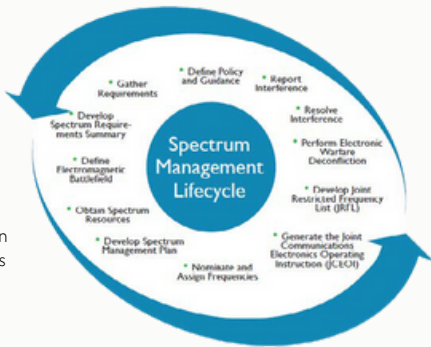 Spectrum
Management
Lifecycle
* Define Policy
and Guidance
* Report
Interference
* Resolve
Interference
* Perform Electronic
Warfare
Deconfliction
* Develop Joint
Restricted Frequency
List (JRFL)
* Generate the Joint
Communications
Electronics Operating
Instruction (JCEOI)
* Nominate and
Assign Frequencies
* Develop Spectrum
Management Plan
* Obtain Spectrum
Resources
* Define
Electromagnetic
Battlefield
* Develop
Spectrum Require-
ments Summary
* Gather
Requirements
n
s